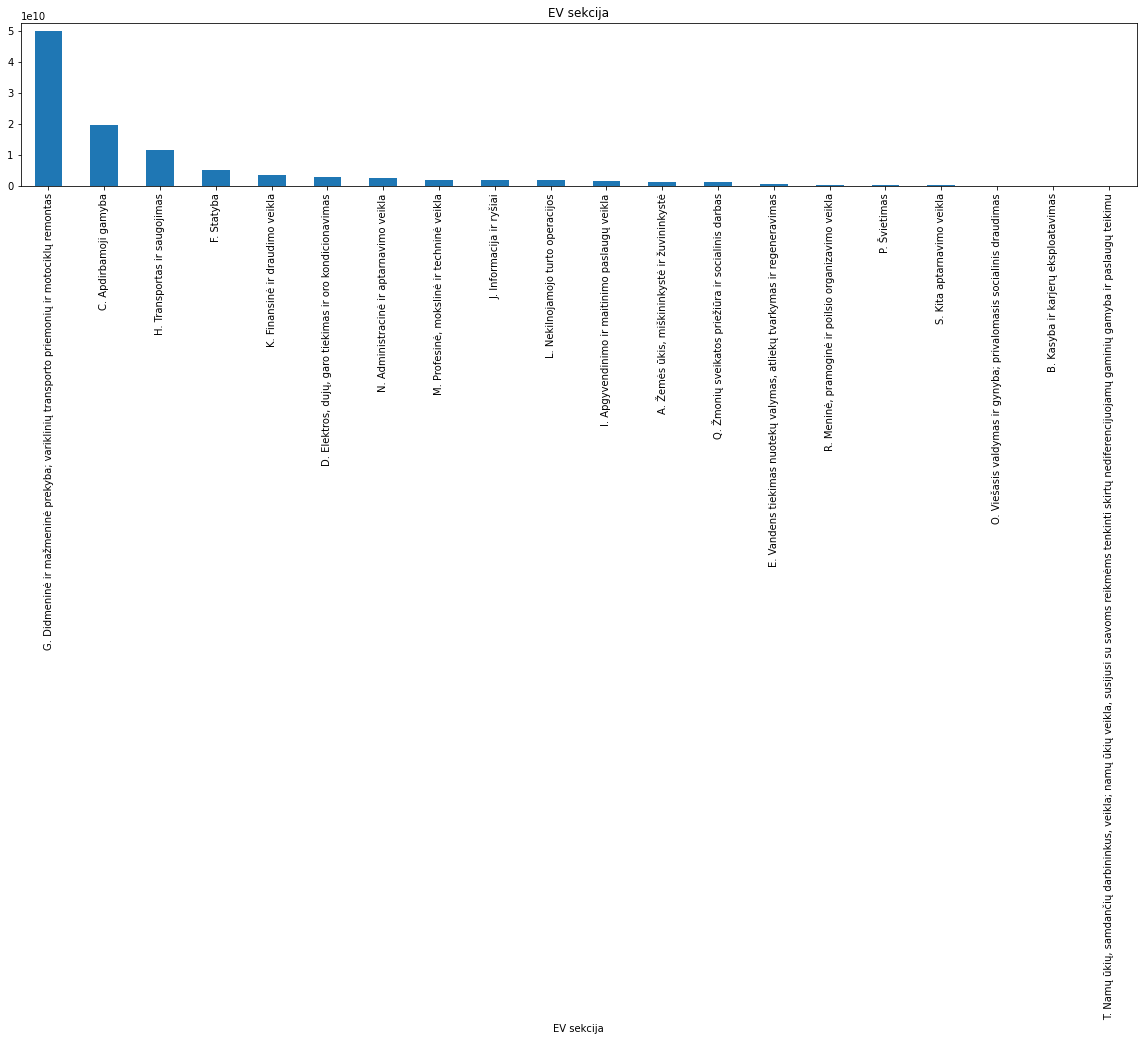 EV sekcija
1e10
5
4
3
2
1
0
G. Didmeninė ir mažmeninė prekyba; variklinių transporto priemonių ir motociklų remontas
C. Apdirbamoji gamyba
H. Transportas ir saugojimas
F. Statyba
K. Finansinė ir draudimo veikla
D. Elektros, dujų, garo tiekimas ir oro kondicionavimas
N. Administracinė ir aptarnavimo veikla
M. Profesinė, mokslinė ir techninė veikla
J. Informacija ir ryšiai
L. Nekilnojamojo turto operacijos
I. Apgyvendinimo ir maitinimo paslaugų veikla
A. Žemės ūkis, miškininkystė ir žuvininkystė
Q. Žmonių sveikatos priežiūra ir socialinis darbas
E. Vandens tiekimas nuotekų valymas, atliekų tvarkymas ir regeneravimas
R. Meninė, pramoginė ir poilsio organizavimo veikla
P. Švietimas
S. Kita aptarnavimo veikla
O. Viešasis valdymas ir gynyba; privalomasis socialinis draudimas
B. Kasyba ir karjerų eksploatavimas
T. Namų ūkių, samdančių darbininkus, veikla; namų ūkių veikla, susijusi su savoms reikmėms tenkinti skirtų nediferencijuojamų gaminių gamyba ir paslaugų teikimu
EV sekcija